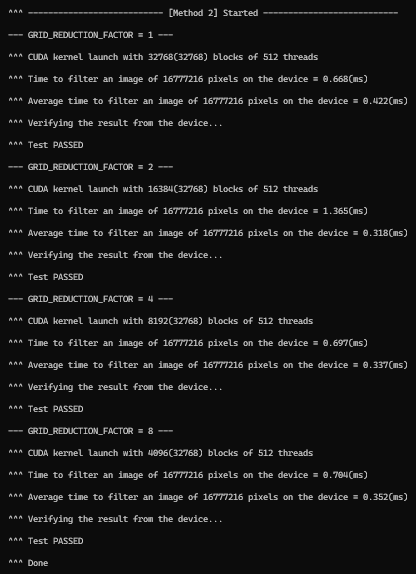 ^^^ --------------------------- [Method 2] Started ---------------------------
--- GRID_REDUCTION_FACTOR = 1 ---
^^^ CUDA kernel launch with 32768(32768) blocks of 512 threads
^^^ Time to filter an image of 16777216 pixels on the device = 0.668(ms)
^^^ Average time to filter an image of 16777216 pixels on the device = 0.422(ms)
^^^ Verifying the result from the device...
^^^ Test PASSED
--- GRID_REDUCTION_FACTOR = 2 ---
^^^ CUDA kernel launch with 16384(32768) blocks of 512 threads
^^^ Time to filter an image of 16777216 pixels on the device = 1.365(ms)
^^^ Average time to filter an image of 16777216 pixels on the device = 0.318(ms)
^^^ Verifying the result from the device...
^^^ Test PASSED
--- GRID_REDUCTION_FACTOR = 4 ---
^^^ CUDA kernel launch with 8192(32768) blocks of 512 threads
^^^ Time to filter an image of 16777216 pixels on the device = 0.697(ms)
^^^ Average time to filter an image of 16777216 pixels on the device = 0.337(ms)
^^^ Verifying the result from the device...
^^^ Test PASSED
--- GRID_REDUCTION_FACTOR = 8 ---
^^^ CUDA kernel launch with 4096(32768) blocks of 512 threads
^^^ Time to filter an image of 16777216 pixels on the device = 0.704(ms)
^^^ Average time to filter an image of 16777216 pixels on the device = 0.352(ms)
^^^ Verifying the result from the device...
^^^ Test PASSED
^^^ Done